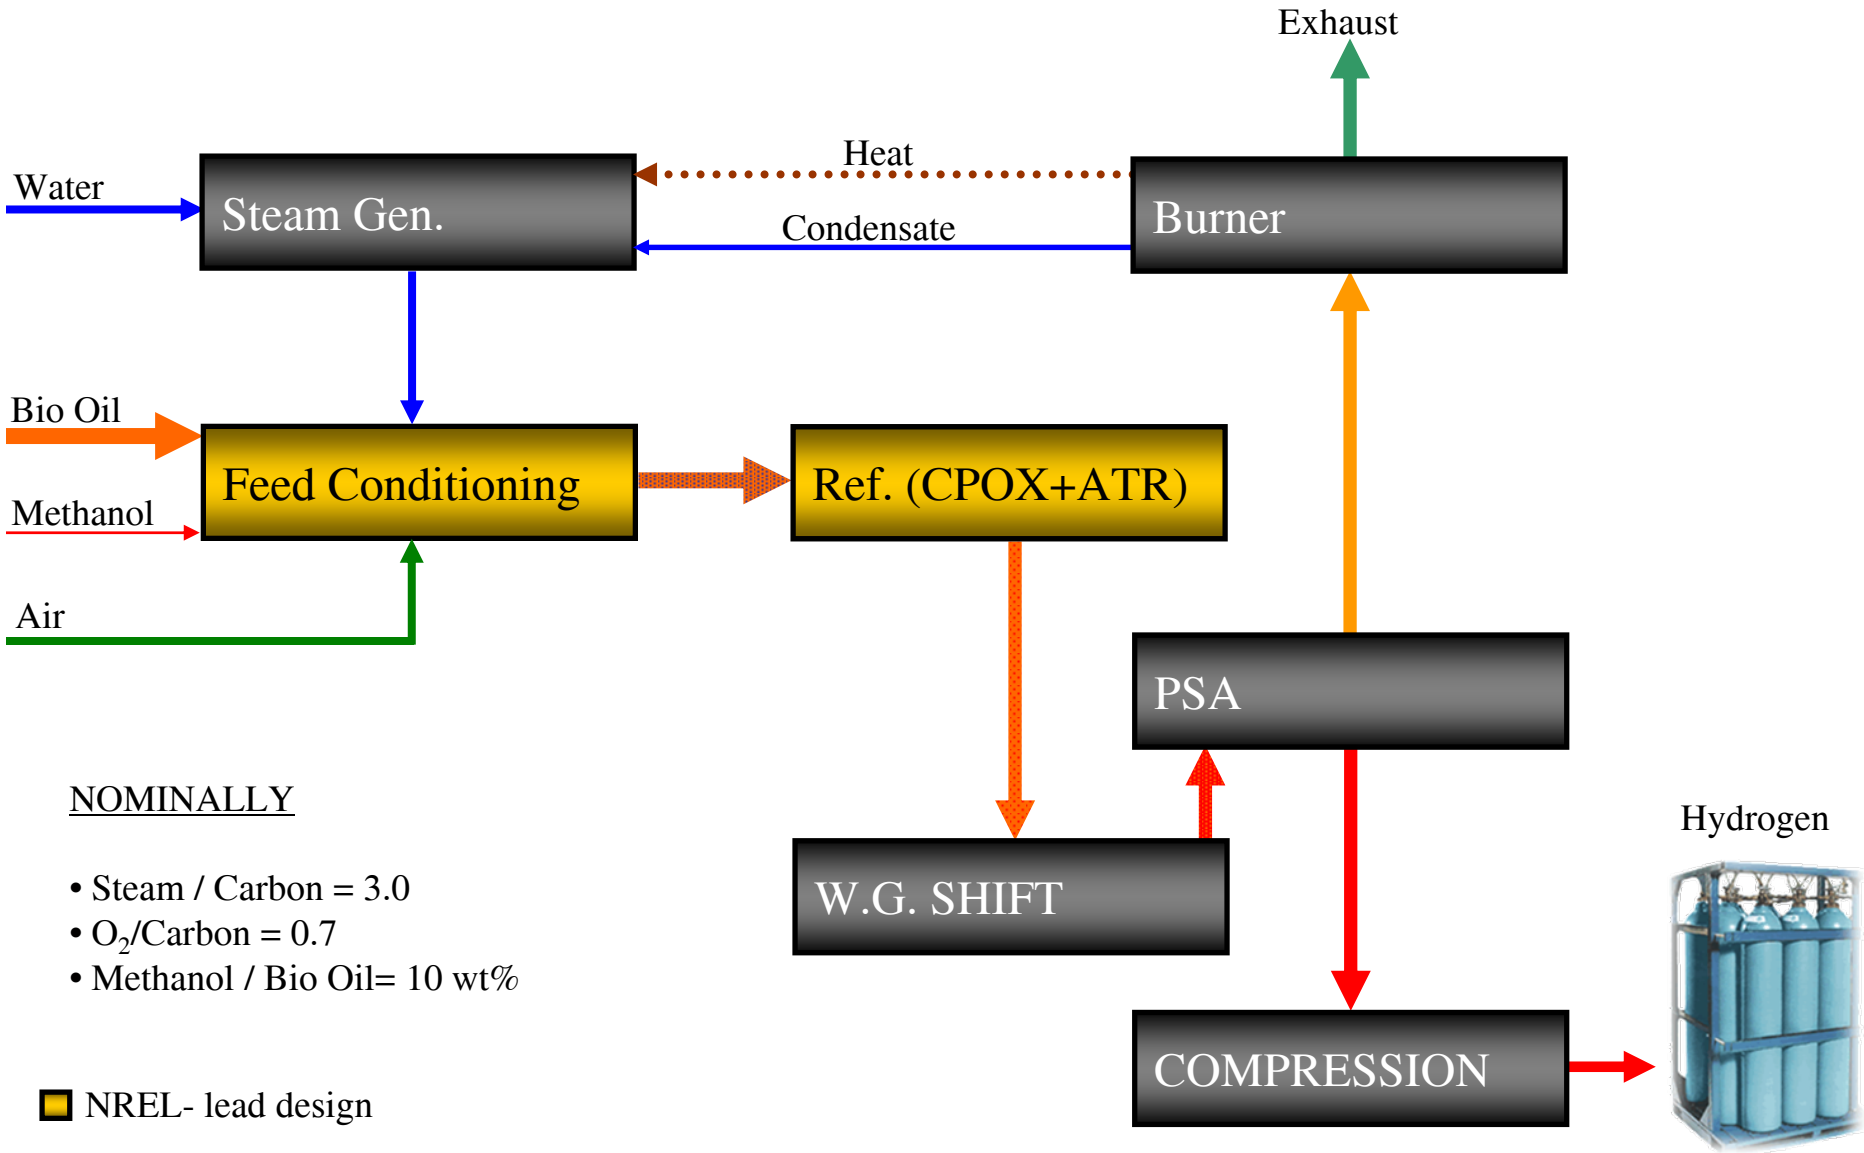 Exhaust
Heat
Water
Steam Gen.
Condensate
Burner
Bio Oil
Feed Conditioning
Ref. (CPOX+ATR)
Methanol
Air
PSA
NOMINALLY
Hydrogen
• Steam / Carbon = 3.0
W.G. SHIFT
• O₂/Carbon = 0.7
• Methanol / Bio Oil= 10 wt%
COMPRESSION
NREL- lead design